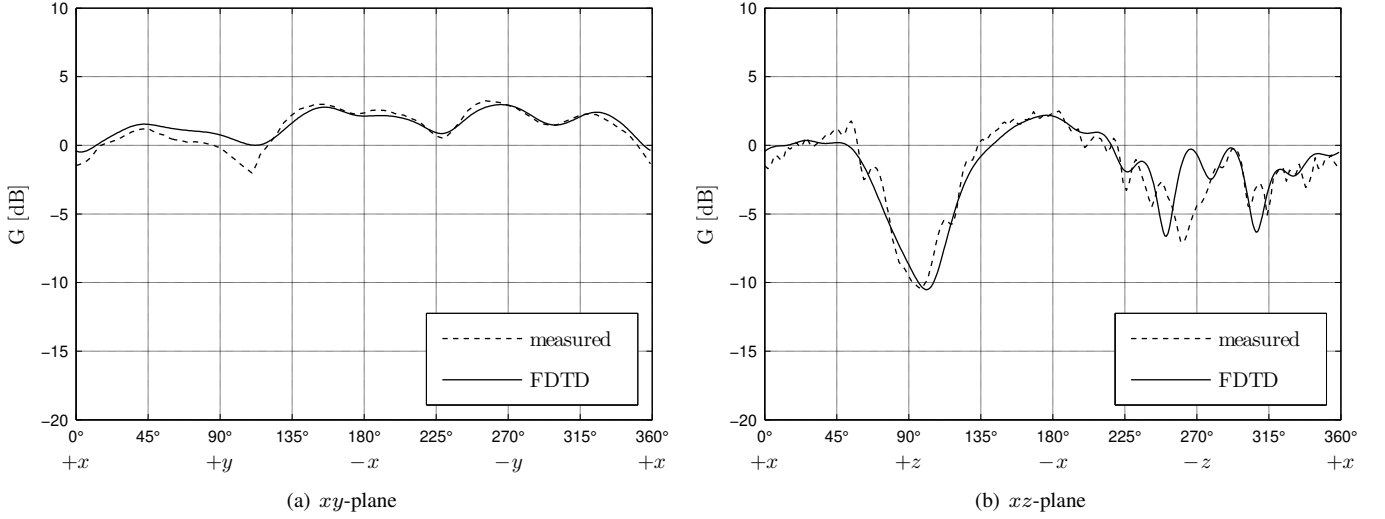 10
5
0
−5
−10
−15
−20
G [dB]
0° 45° 90° 135° 180° 225° 270° 315° 360°
+x +y −x −y +x
measured
FDTD
(a) xy-plane
10
5
0
−5
−10
−15
−20
G [dB]
0° 45° 90° 135° 180° 225° 270° 315° 360°
+x +z −x −z +x
measured
FDTD
(b) xz-plane